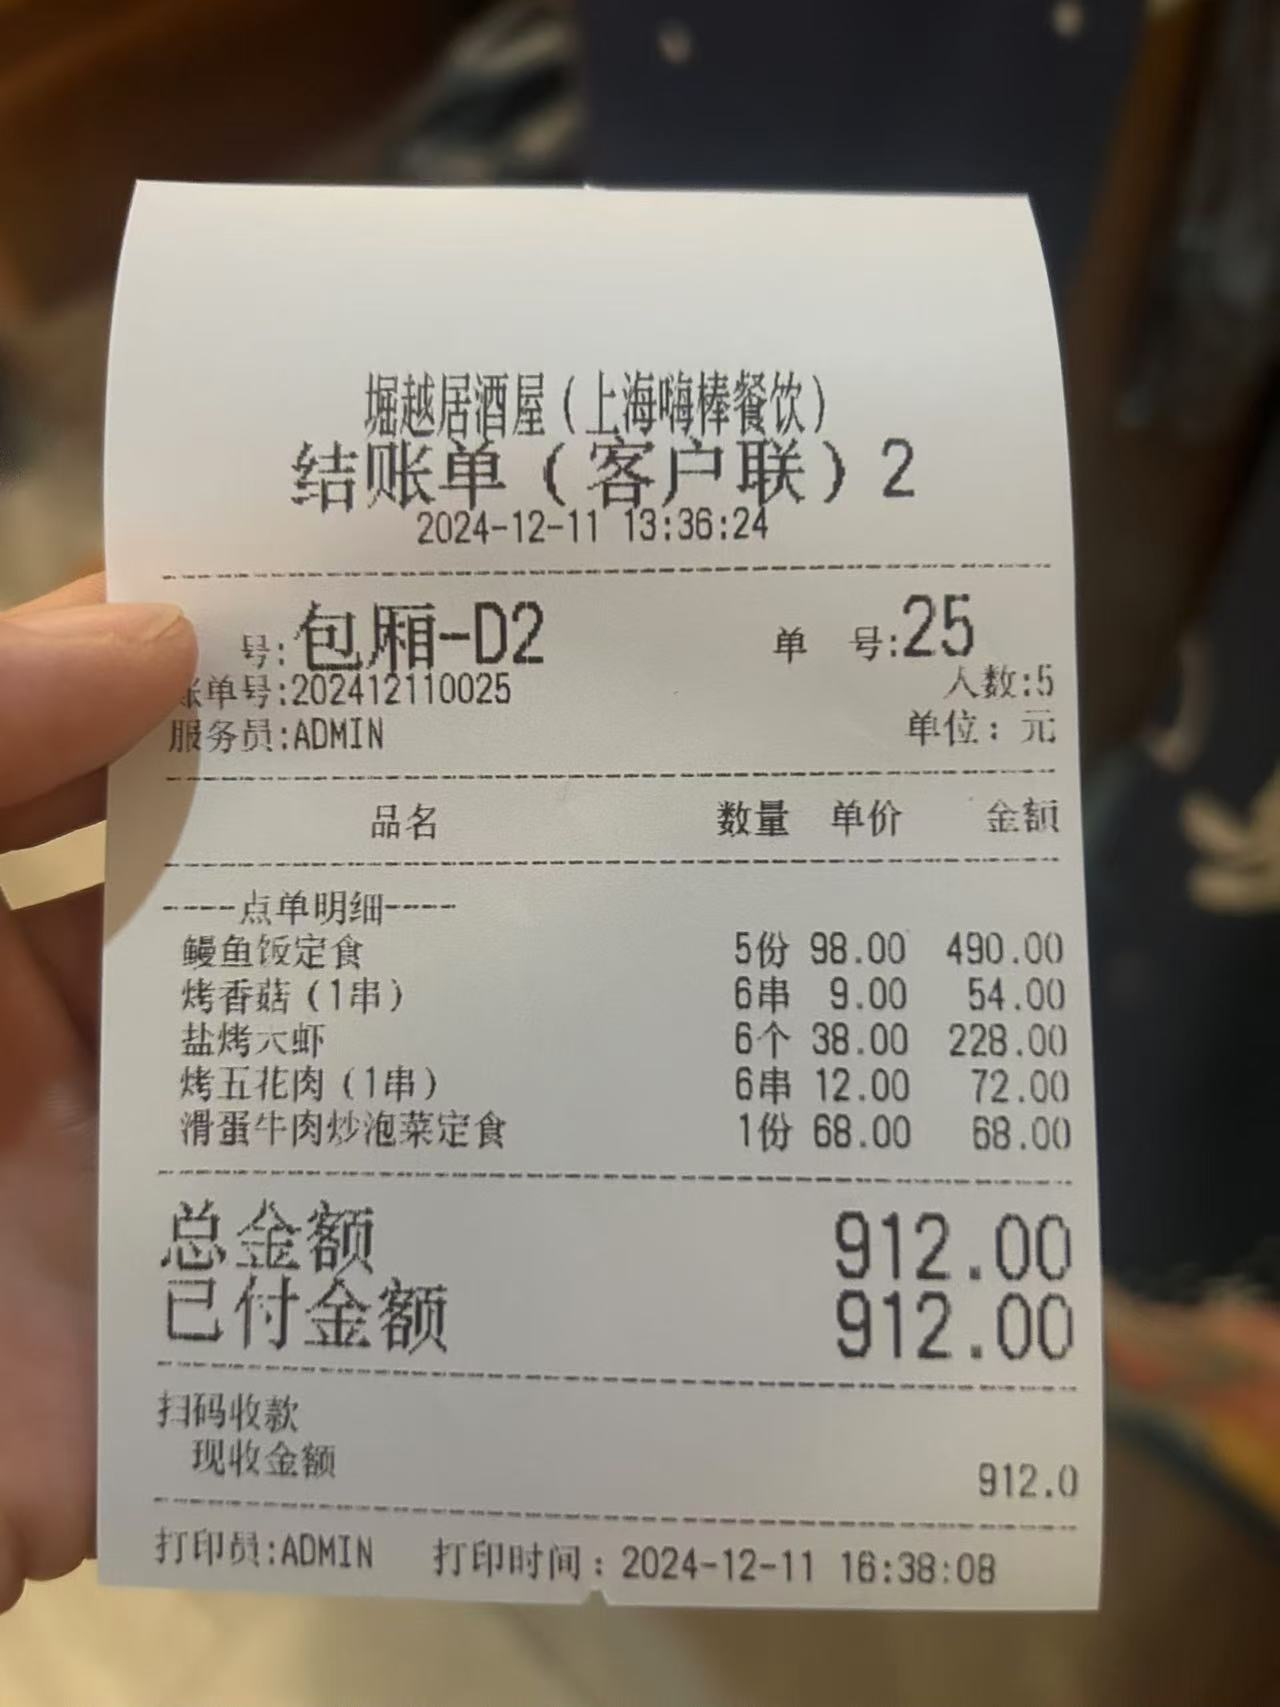 堀越居酒屋（上海嗨棒餐饮）
结账单（客户联）2
2024-12-11 13:36:24
号:包厢-D2 单 号:25
账单号:202412110025 人数:5
服务员:ADMIN 单位：元
品名 数量 单价 金额
----点单明细----
鳗鱼饭定食 5份 98.00 490.00
烤香菇（1串） 6串 9.00 54.00
盐烤大虾 6个 38.00 228.00
烤五花肉（1串） 6串 12.00 72.00
滑蛋牛肉炒泡菜定食 1份 68.00 68.00
总金额 912.00
已付金额 912.00
扫码收款
现收金额 912.0
打印员:ADMIN 打印时间：2024-12-11 16:38:08